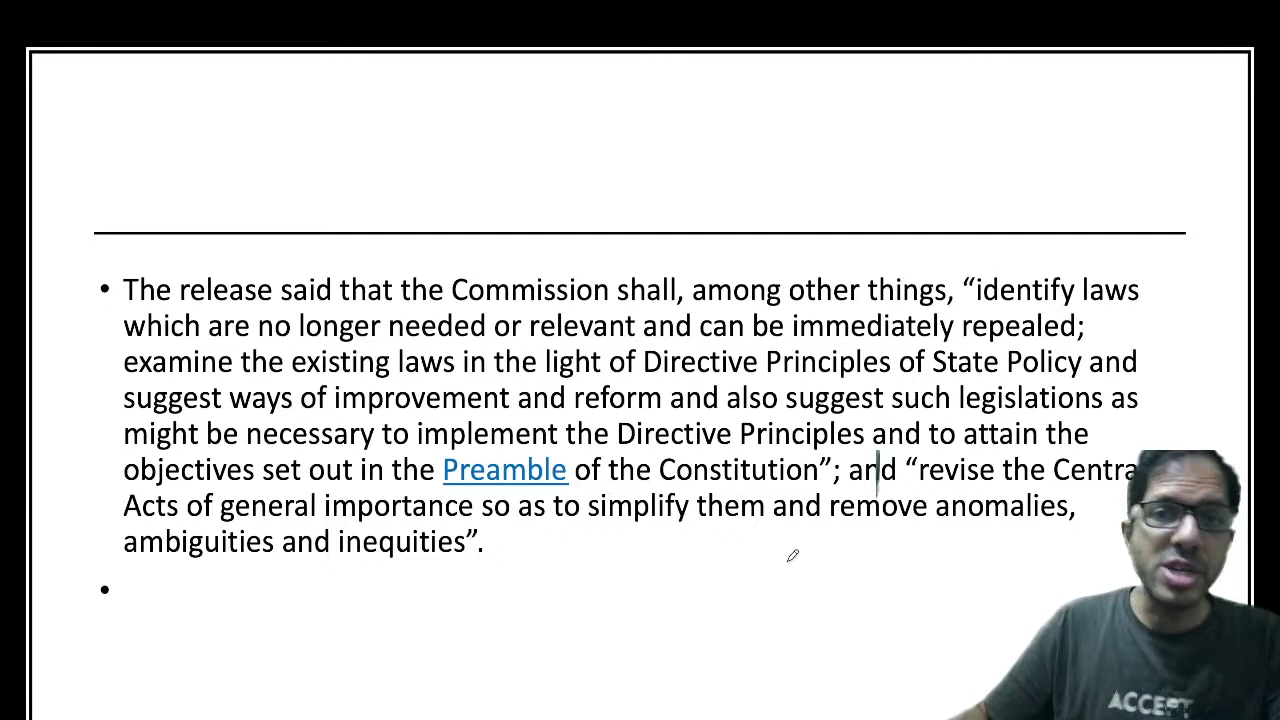 • The release said that the Commission shall, among other things, “identify laws
which are no longer needed or relevant and can be immediately repealed;
examine the existing laws in the light of Directive Principles of State Policy and
suggest ways of improvement and reform and also suggest such legislations as
might be necessary to implement the Directive Principles and to attain the
objectives set out in the Preamble of the Constitution”; and “revise the Centra
Acts of general importance so as to simplify them and remove anomalies,
ambiguities and inequities”.
•
ACCEPT